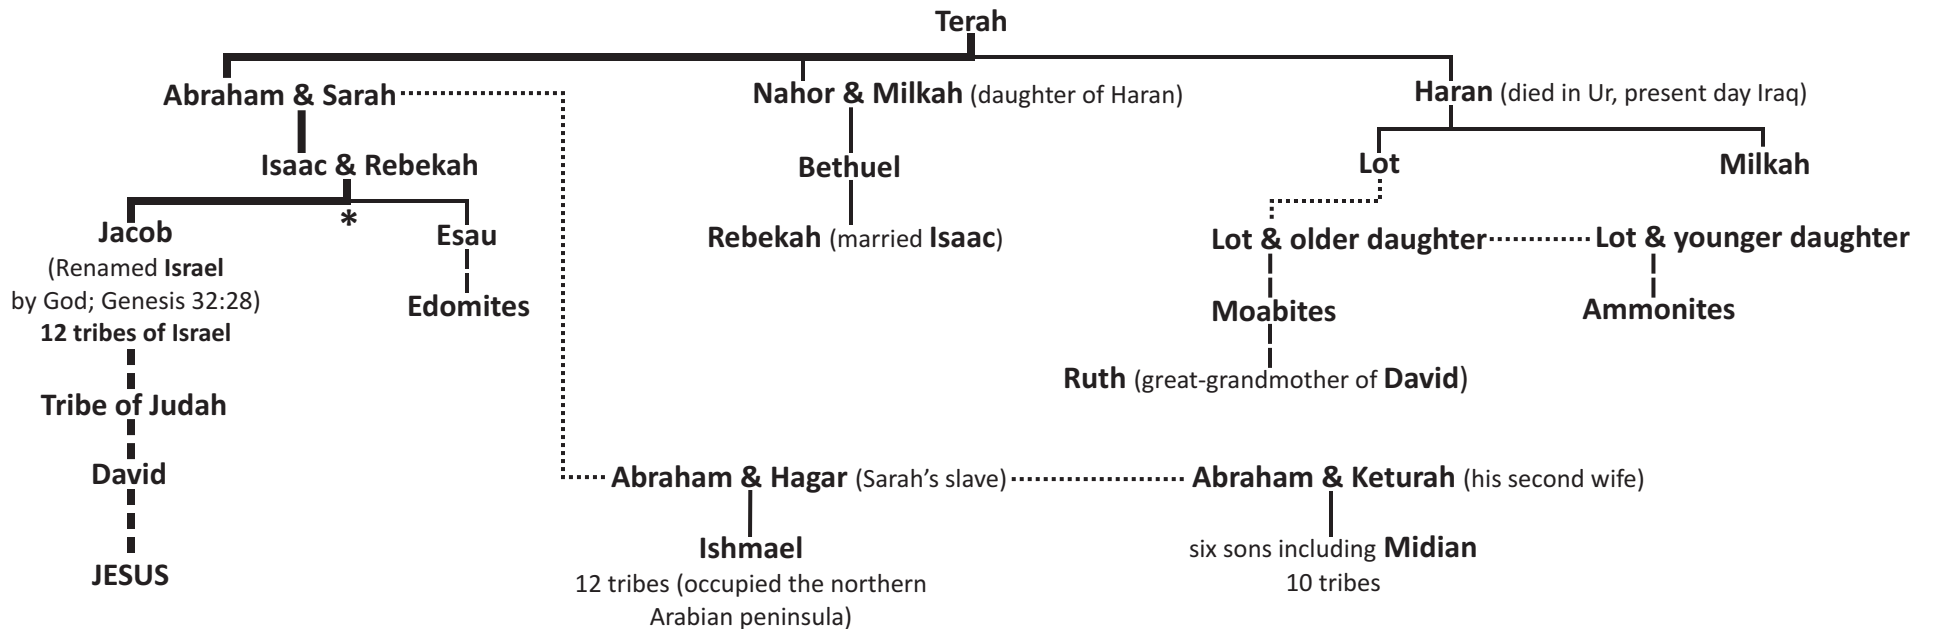 Terah
Abraham & Sarah
Nahor & Milkah (daughter of Haran)
Haran (died in Ur, present day Iraq)
Isaac & Rebekah
Bethuel
Lot
Milkah
*
Jacob
(Renamed Israel
by God; Genesis 32:28)
12 tribes of Israel
Esau
Edomites
Rebekah (married Isaac)
Lot & older daughter
Lot & younger daughter
Moabites
Ammonites
Ruth (great-grandmother of David)
Tribe of Judah
David
JESUS
Abraham & Hagar (Sarah's slave)
Abraham & Keturah (his second wife)
Ishmael
12 tribes (occupied the northern
Arabian peninsula)
six sons including Midian
10 tribes